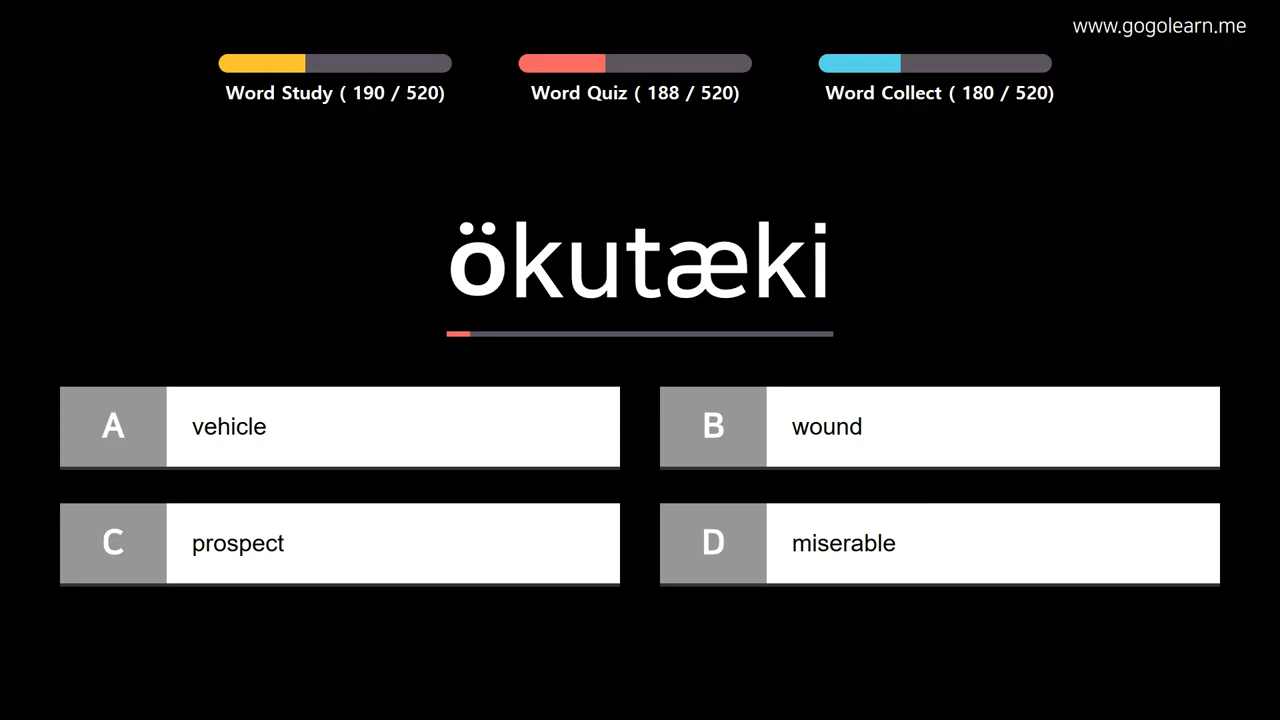 www.gogolearn.me
Word Study ( 190 / 520)
Word Quiz ( 188 / 520)
Word Collect ( 180 / 520)
ökutæki
A vehicle
B wound
C prospect
D miserable